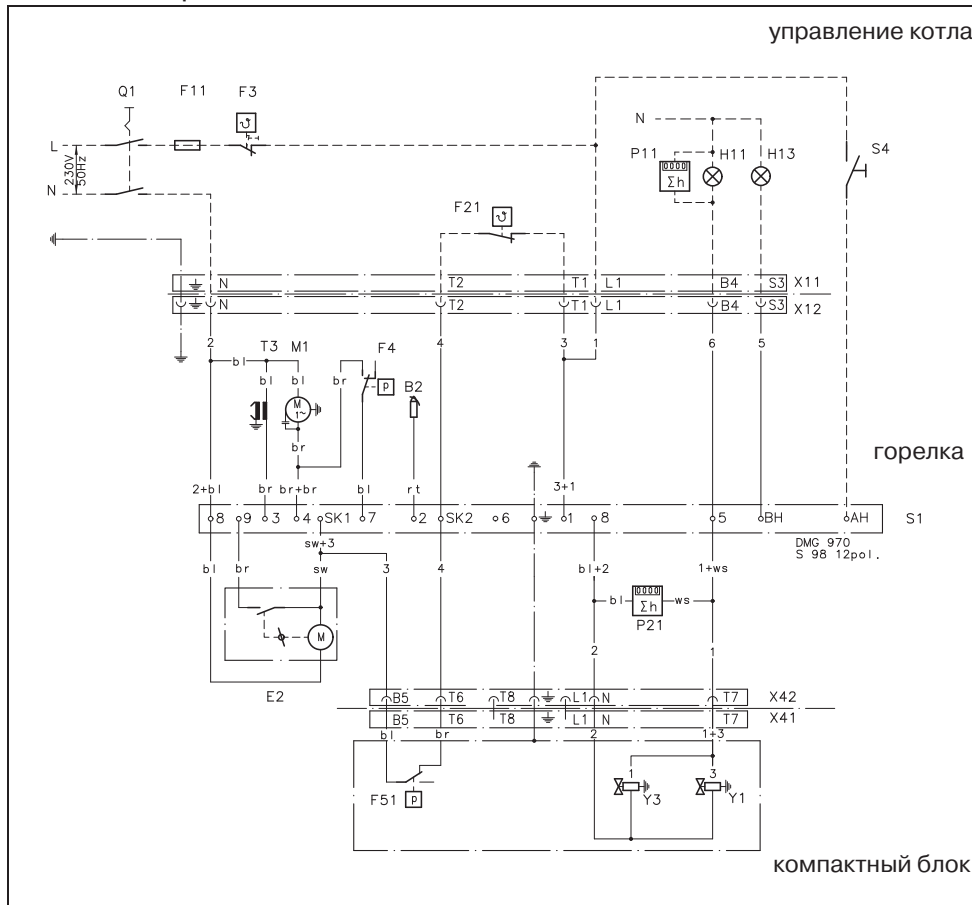 управление котла
Q1 F11 F3
L
230V
50Hz
N
N
P11 H11 H13 S4
0000
Σh
F21
N T2 T1 L1 B4 S3 X11
N T2 T1 L1 B4 S3 X12
2 4 3 1 6 5
T3 M1 F4
bl
bl bl br
P B2
M
1~
br
горелка
2+bl br br+br bl rt 3+1
8 9 3 4 SK1 7 2 SK2 6 1 8 5 BH AH S1
DMG 970
S 98 12pol.
sw+3
bl br sw 3 4 bl+2 1+ws
0000
bl Σh ws
P21
M
2 1
E2
B5 T6 T8 L1 N T7 X42
B5 T6 T8 L1 N T7 X41
bl br 2 1+3
1 3
F51 P Y3 Y1
компактный блок